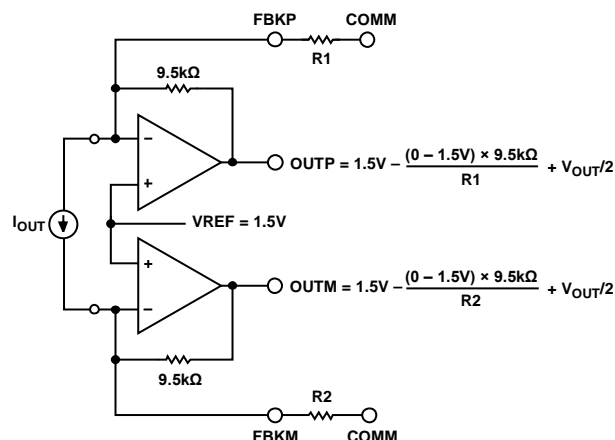 FBKP COMM
R1
9.5kΩ
−
+
OUTP = 1.5V – (0 – 1.5V) × 9.5kΩ / R1 + VOUT/2
IOUT
VREF = 1.5V
+
−
OUTM = 1.5V – (0 – 1.5V) × 9.5kΩ / R2 + VOUT/2
9.5kΩ
R2
FBKM COMM